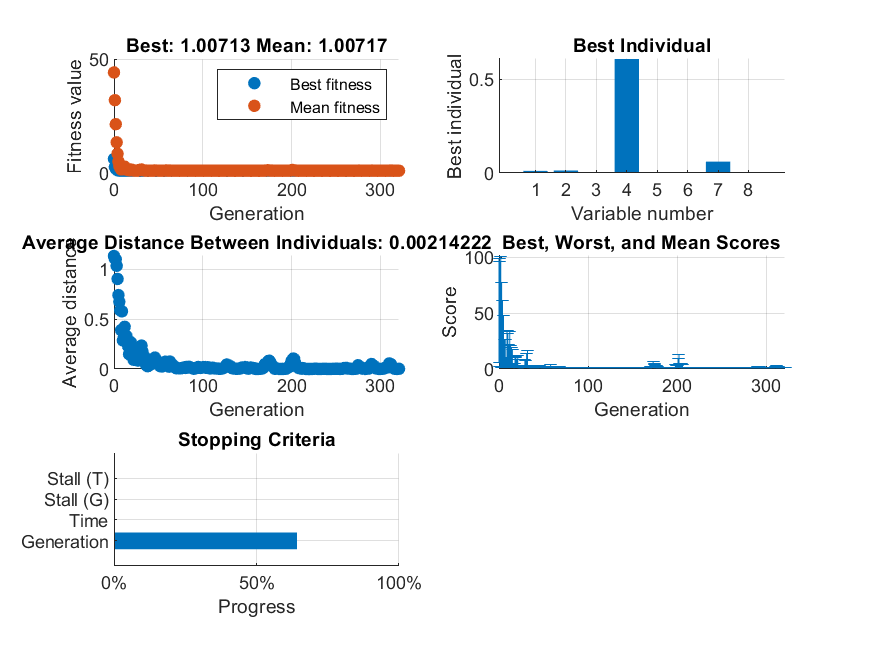 Best: 1.00713 Mean: 1.00717
Fitness value
50
0
Best fitness
Mean fitness
0 100 200 300
Generation
Best Individual
Best individual
0.5
0
1 2 3 4 5 6 7 8
Variable number
Average Distance Between Individuals: 0.00214222
Average distance
1
0.5
0
0 100 200 300
Generation
Best, Worst, and Mean Scores
Score
100
50
0
0 100 200 300
Generation
Stopping Criteria
Stall (T)
Stall (G)
Time
Generation
0% 50% 100%
Progress